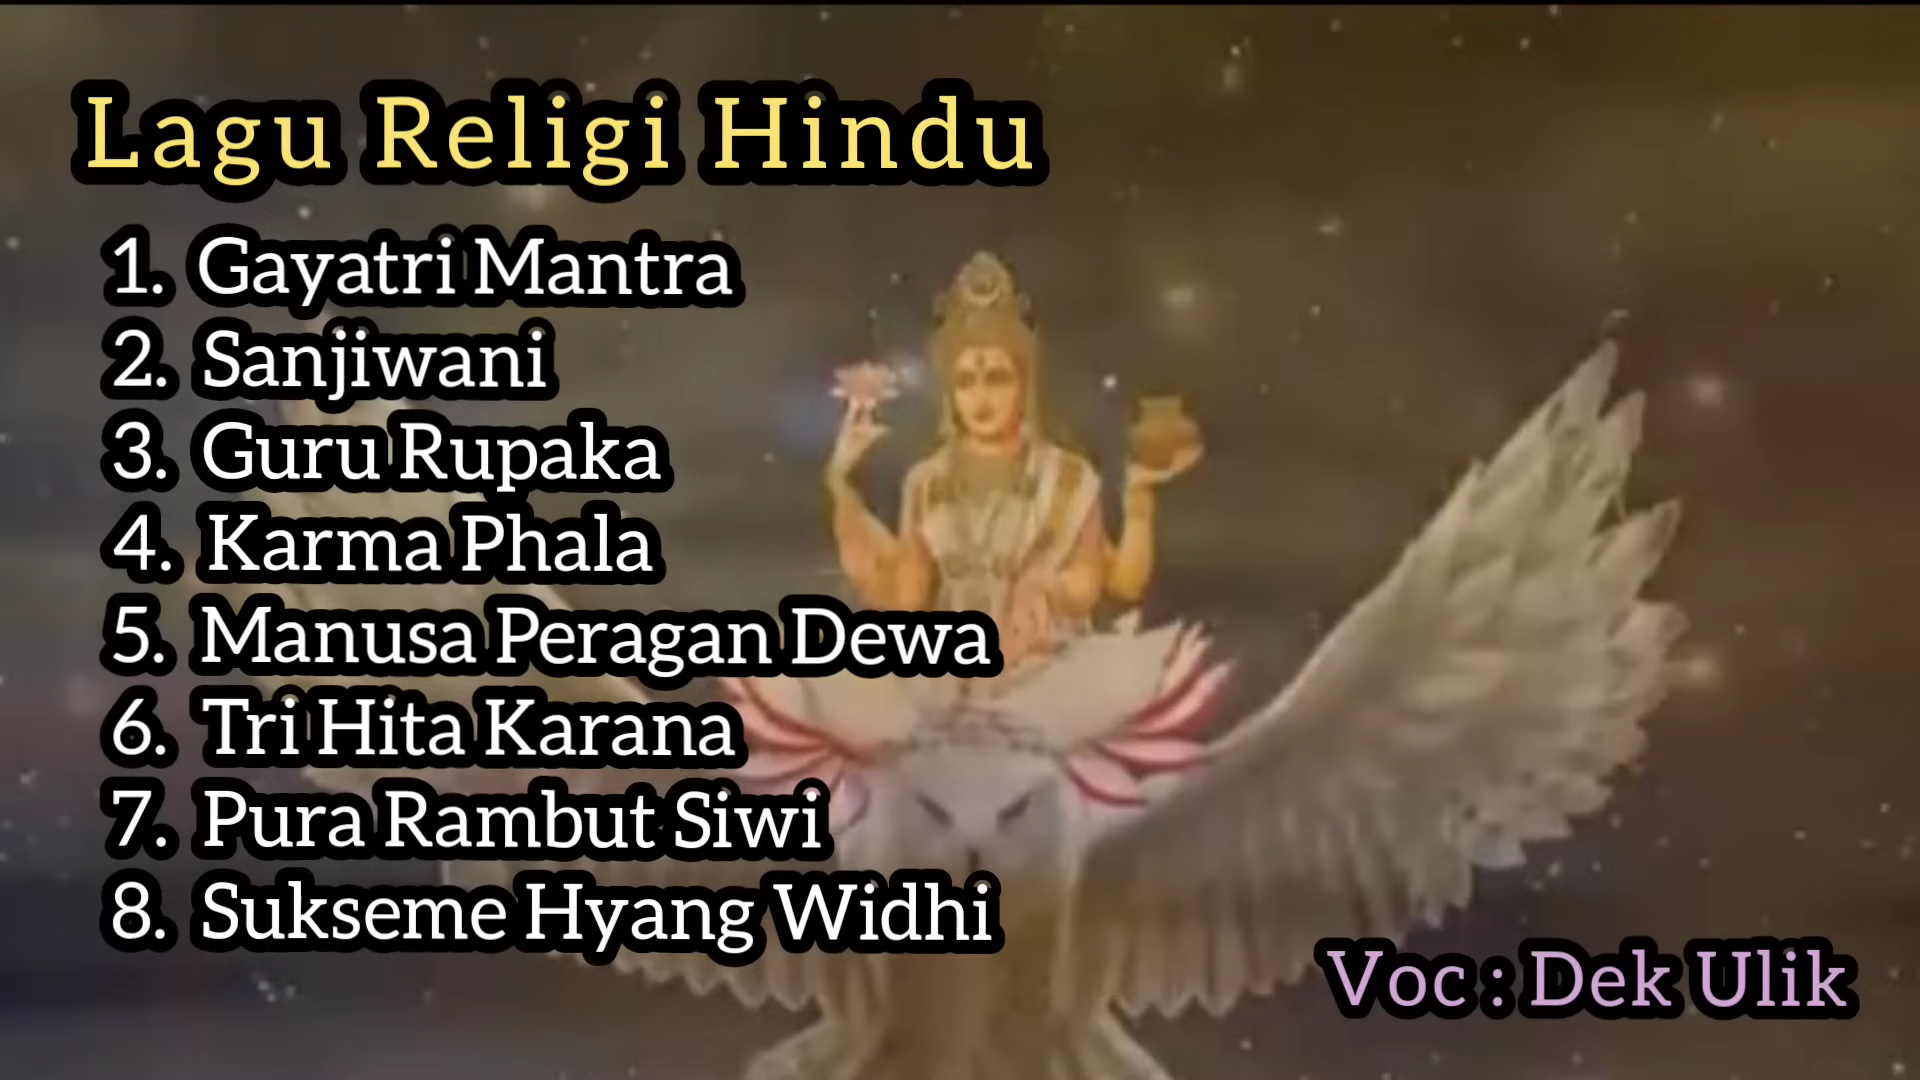 Lagu Religi Hindu
1. Gayatri Mantra
2. Sanjiwani
3. Guru Rupaka
4. Karma Phala
5. Manusa Peragan Dewa
6. Tri Hita Karana
7. Pura Rambut Siwi
8. Sukseme Hyang Widhi
Voc : Dek Ulik